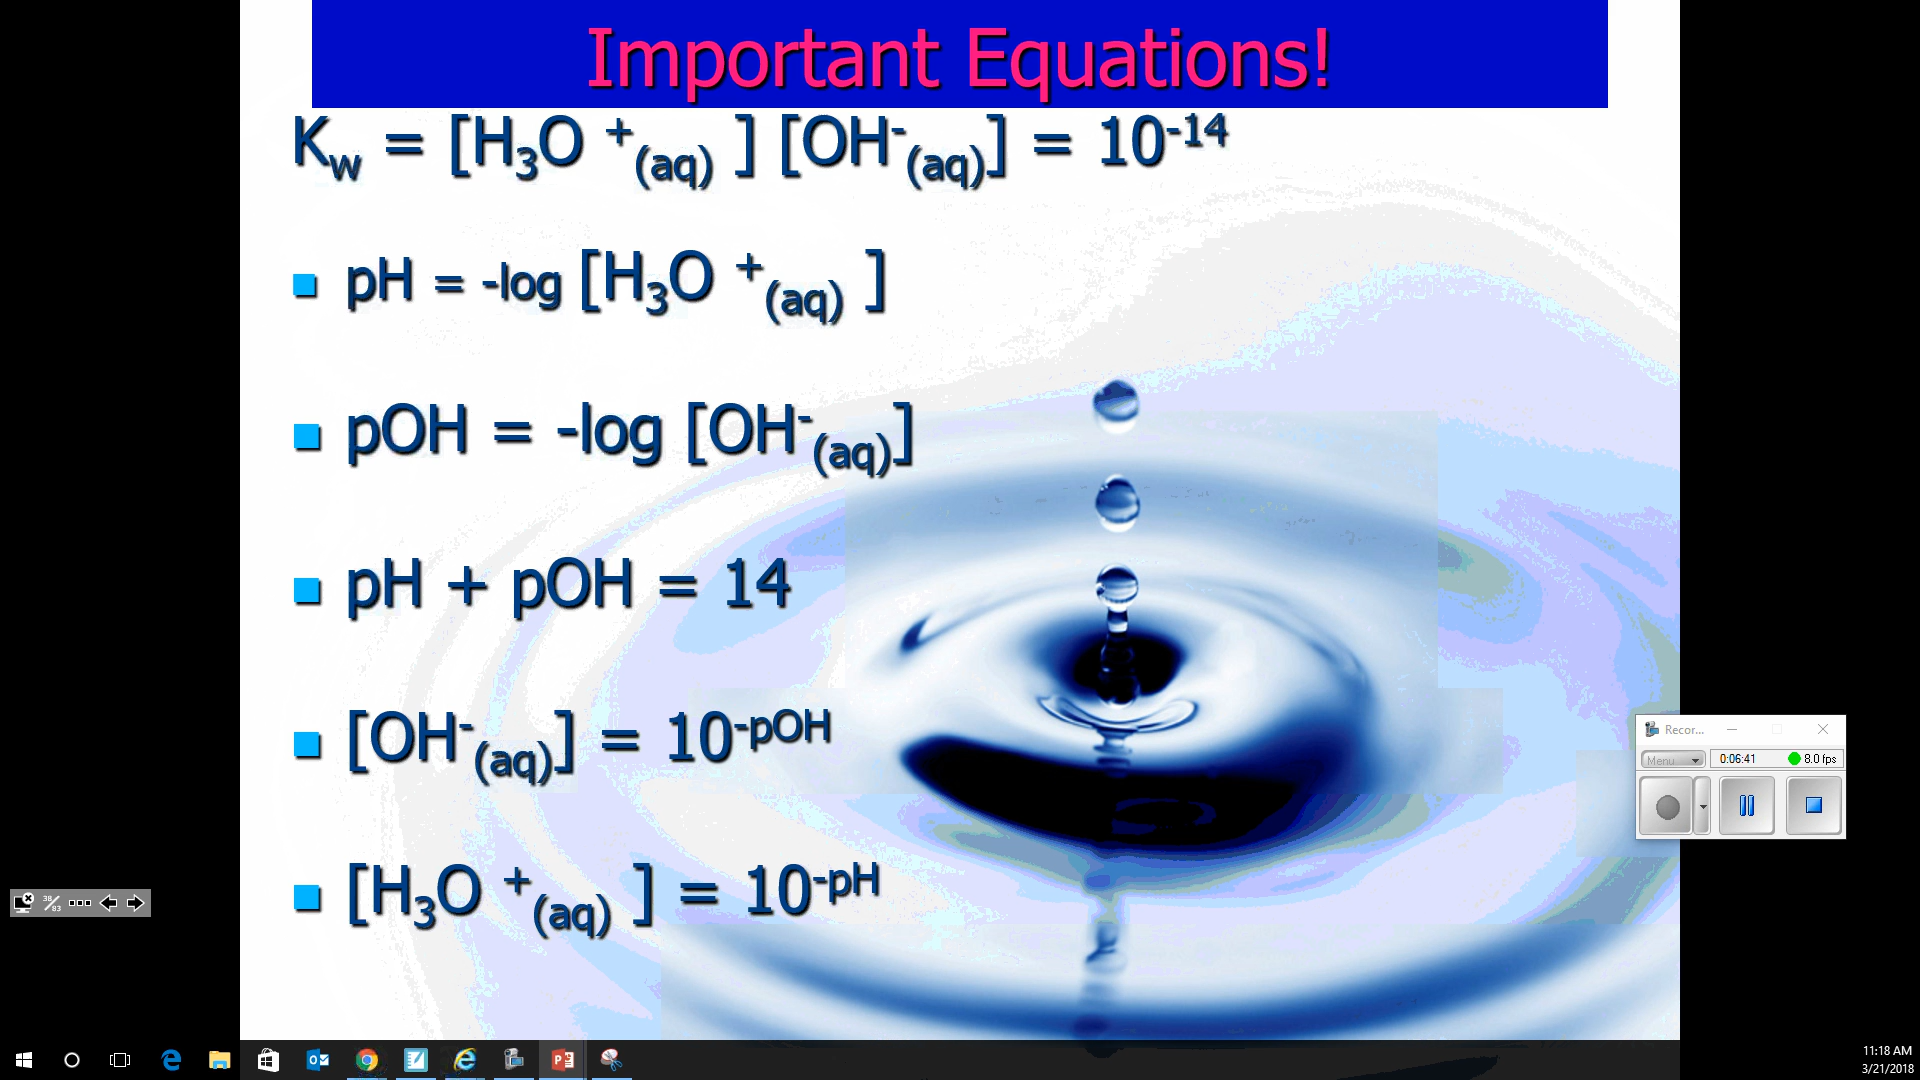 Important Equations!
Kw = [H3O +(aq) ] [OH-(aq)] = 10-14
pH = -log [H3O +(aq) ]
pOH = -log [OH-(aq)]
pH + pOH = 14
[OH-(aq)] = 10-pOH
[H3O +(aq) ] = 10-pH
Recor...
Menu 0:06:41 8.0 fps
38/83
11:18 AM
3/21/2018